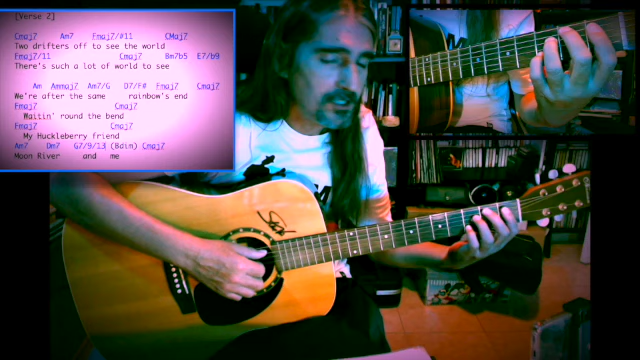 [Verse 2]
Cmaj7 Am7 Fmaj7/#11 CMaj7
Two drifters off to see the world
Fmaj7/11 Cmaj7 Bm7b5 E7/b9
There's such a lot of world to see
Am Ammaj7 Am7/G D7/F# Fmaj7 Cmaj7
We're after the same rainbow's end
Fmaj7 Cmaj7
Waitin' round the bend
Fmaj7 Cmaj7
My Huckleberry friend
Am7 Dm7 G7/9/13 (Bdin) Cmaj7
Moon River and me